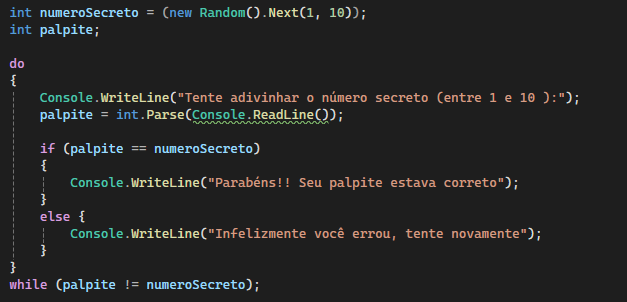 int numeroSecreto = (new Random().Next(1, 10));
int palpite;
do
{
Console.WriteLine("Tente adivinhar o número secreto (entre 1 e 10 ):");
palpite = int.Parse(Console.ReadLine());
if (palpite == numeroSecreto)
{
Console.WriteLine("Parabéns!! Seu palpite estava correto");
}
else {
Console.WriteLine("Infelizmente você errou, tente novamente");
}
}
while (palpite != numeroSecreto);